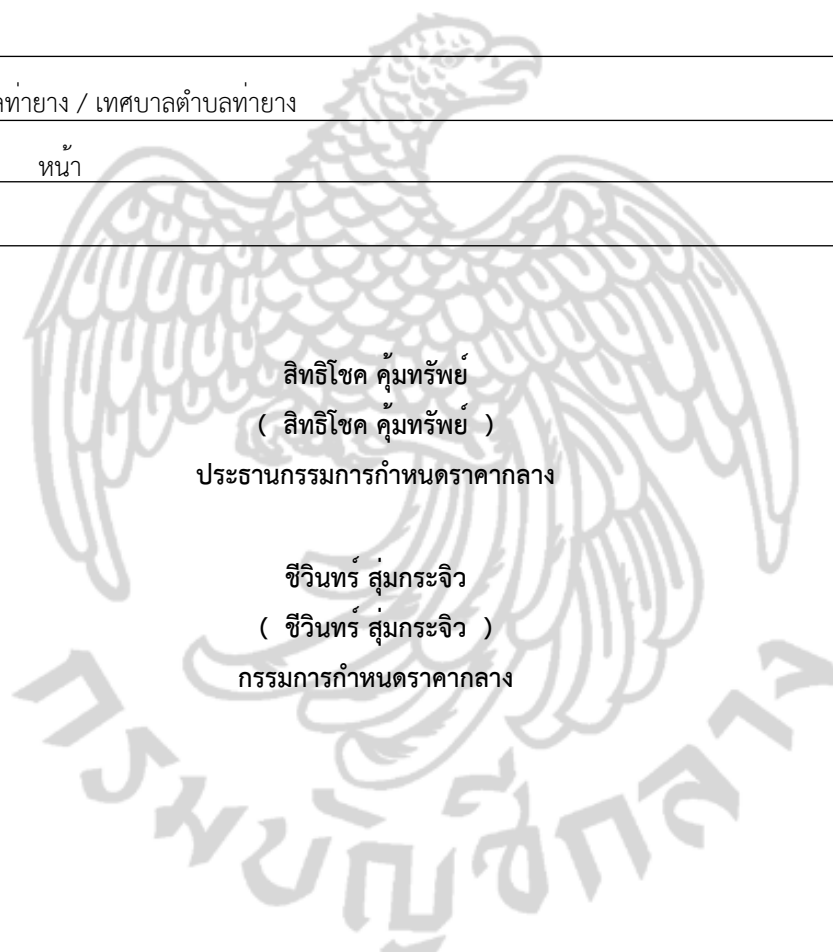 ลท่ายาง / เทศบาลตำบลท่ายาง
หน้า
สิทธิโชค คุ้มทรัพย์
( สิทธิโชค คุ้มทรัพย์ )
ประธานกรรมการกำหนดราคากลาง
ชีวินทร์ สุ่มกระจิว
( ชีวินทร์ สุ่มกระจิว )
กรรมการกำหนดราคากลาง
กรมบัญชีกลาง